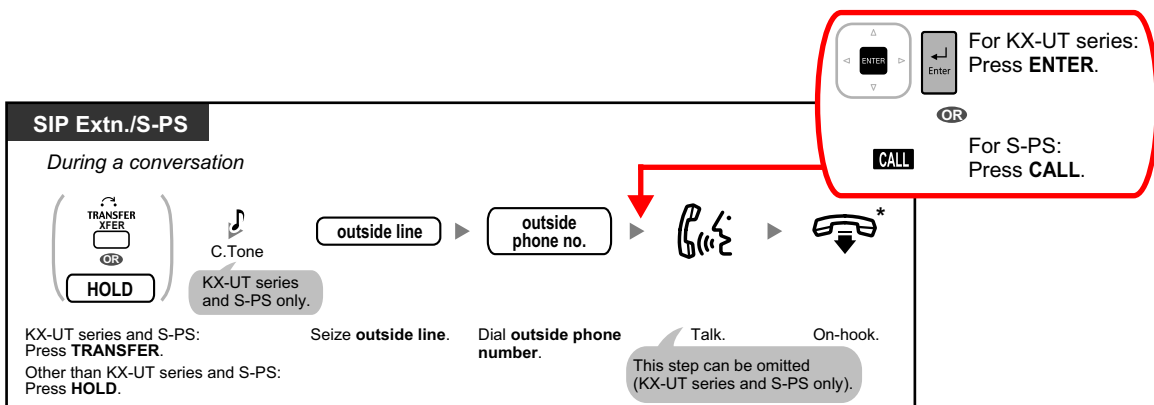 For KX-UT series:
Press ENTER.
ENTER
Enter
OR
For S-PS:
Press CALL.
CALL
SIP Extn./S-PS
During a conversation
TRANSFER
XFER
OR
HOLD
C.Tone
KX-UT series
and S-PS only.
outside line
outside
phone no.
*
KX-UT series and S-PS:
Press TRANSFER.
Other than KX-UT series and S-PS:
Press HOLD.
Seize outside line.
Dial outside phone
number.
Talk.
This step can be omitted
(KX-UT series and S-PS only).
On-hook.